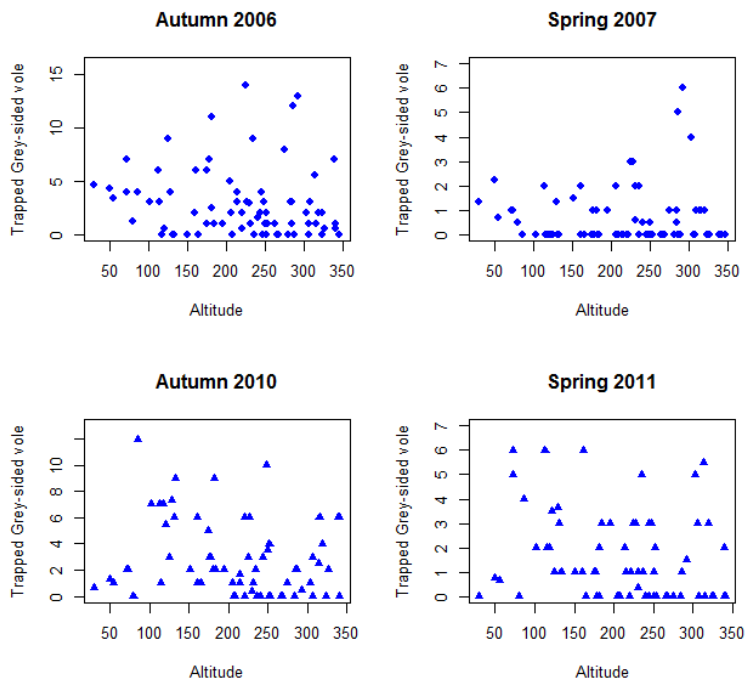 Autumn 2006
Trapped Grey-sided vole
0 5 10 15
50 100 150 200 250 300 350
Altitude
Spring 2007
Trapped Grey-sided vole
0 1 2 3 4 5 6 7
50 100 150 200 250 300 350
Altitude
Autumn 2010
Trapped Grey-sided vole
0 2 4 6 8 10
50 100 150 200 250 300 350
Altitude
Spring 2011
Trapped Grey-sided vole
0 1 2 3 4 5 6 7
50 100 150 200 250 300 350
Altitude